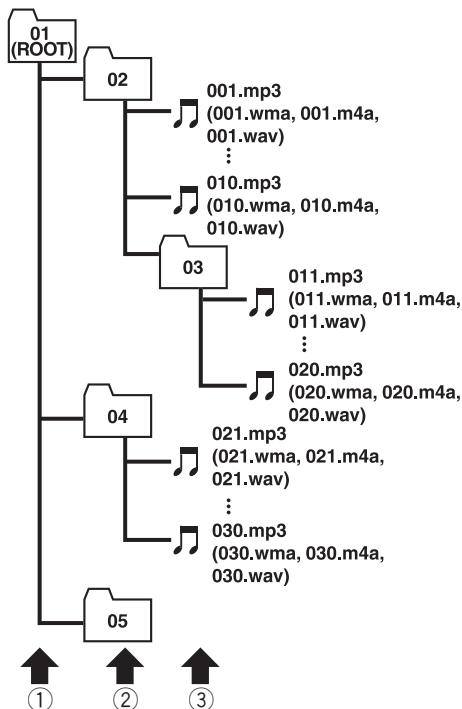 01
(ROOT)
02
001.mp3
(001.wma, 001.m4a,
001.wav)
010.mp3
(010.wma, 010.m4a,
010.wav)
03
011.mp3
(011.wma, 011.m4a,
011.wav)
020.mp3
(020.wma, 020.m4a,
020.wav)
04
021.mp3
(021.wma, 021.m4a,
021.wav)
030.mp3
(030.wma, 030.m4a,
030.wav)
05
① ② ③